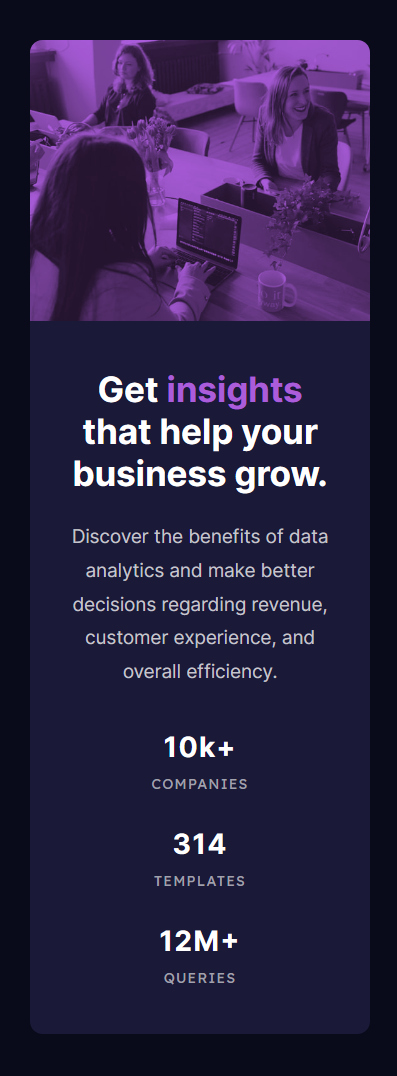 Get insights
that help your
business grow.
Discover the benefits of data
analytics and make better
decisions regarding revenue,
customer experience, and
overall efficiency.
10k+
COMPANIES
314
TEMPLATES
12M+
QUERIES